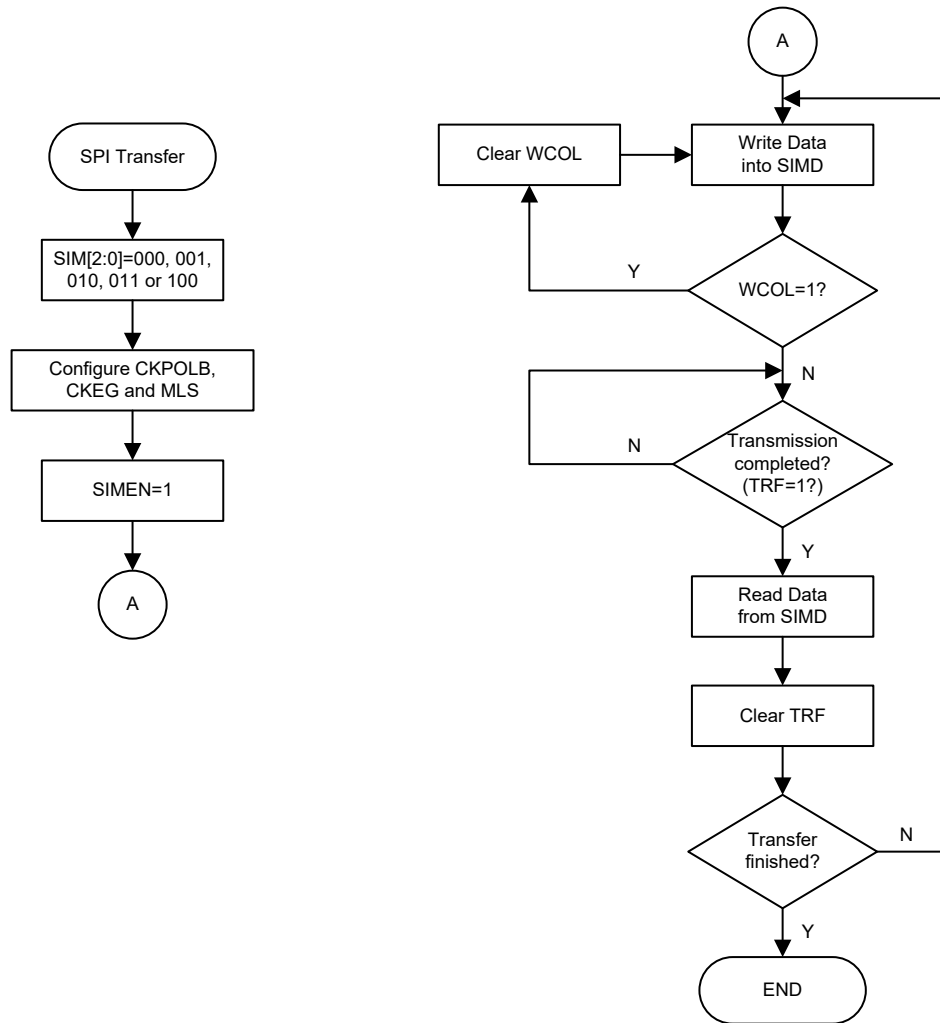 SPI Transfer
SIM[2:0]=000, 001,
010, 011 or 100
Configure CKPOLB,
CKEG and MLS
SIMEN=1
A
A
Clear WCOL
Write Data
into SIMD
Y
WCOL=1?
N
N
Transmission
completed?
(TRF=1?)
Y
Read Data
from SIMD
Clear TRF
Transfer
finished?
N
Y
END